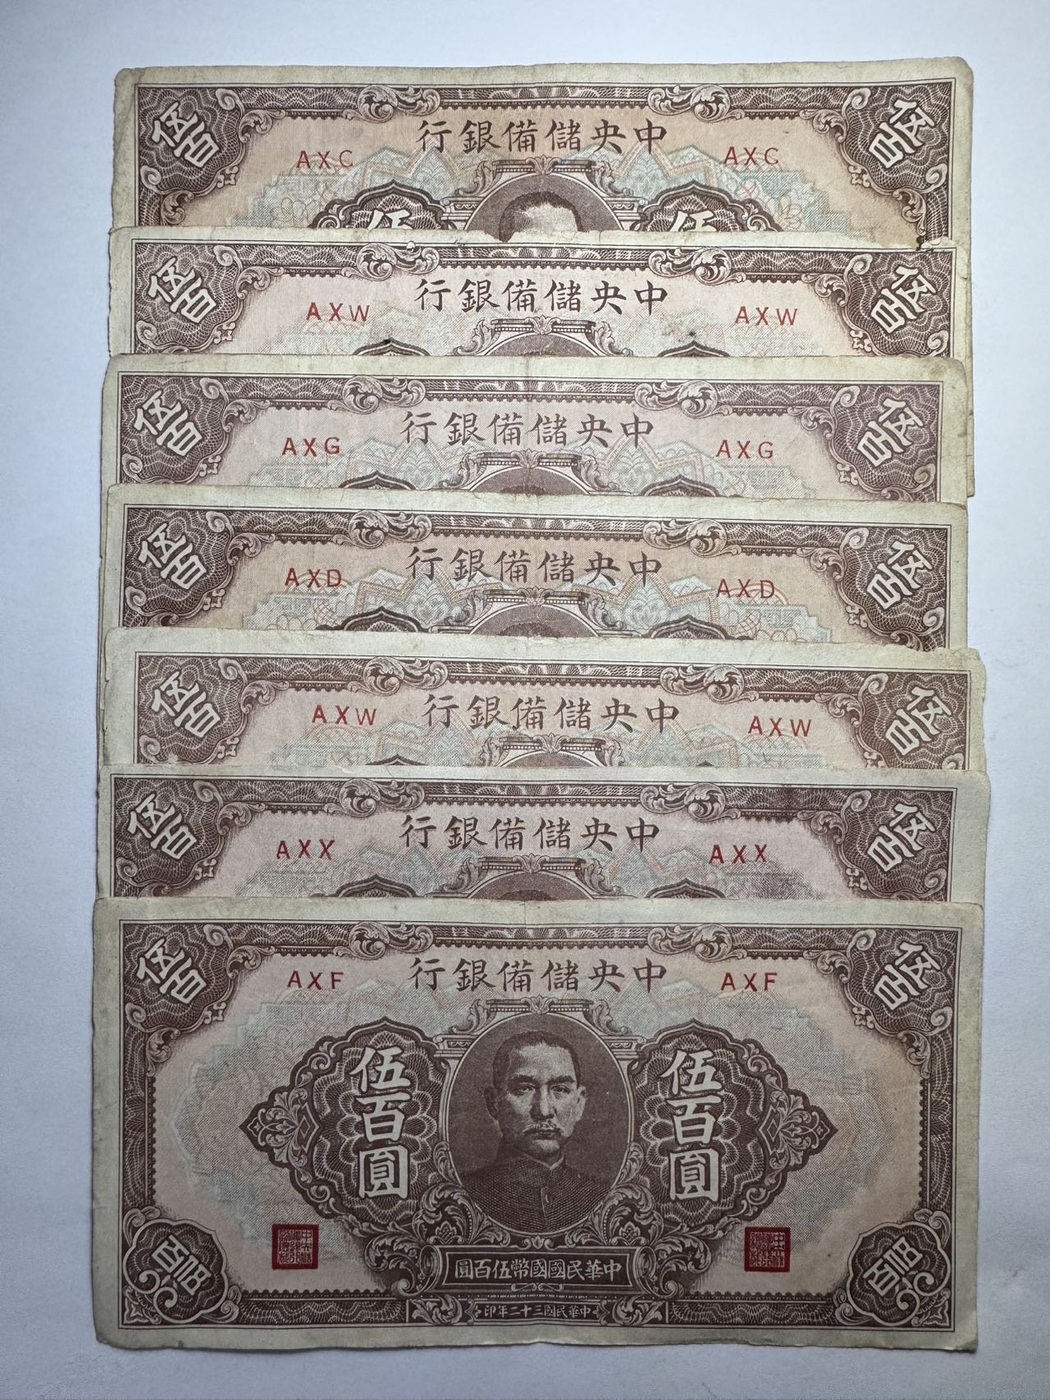 伍百
中央儲備銀行
伍百
AXC AXC
伍 伍
伍百
中央儲備銀行
伍百
AXW AXW
伍百
中央儲備銀行
伍百
AXG AXG
伍百
中央儲備銀行
伍百
AXD AXD
伍百
中央儲備銀行
伍百
AXW AXW
伍百
中央儲備銀行
伍百
AXX AXX
伍百
中央儲備銀行
伍百
AXF AXF
伍百圓
伍百圓
中華民國國幣伍百圓
伍百
伍百
中華民國三十二年印